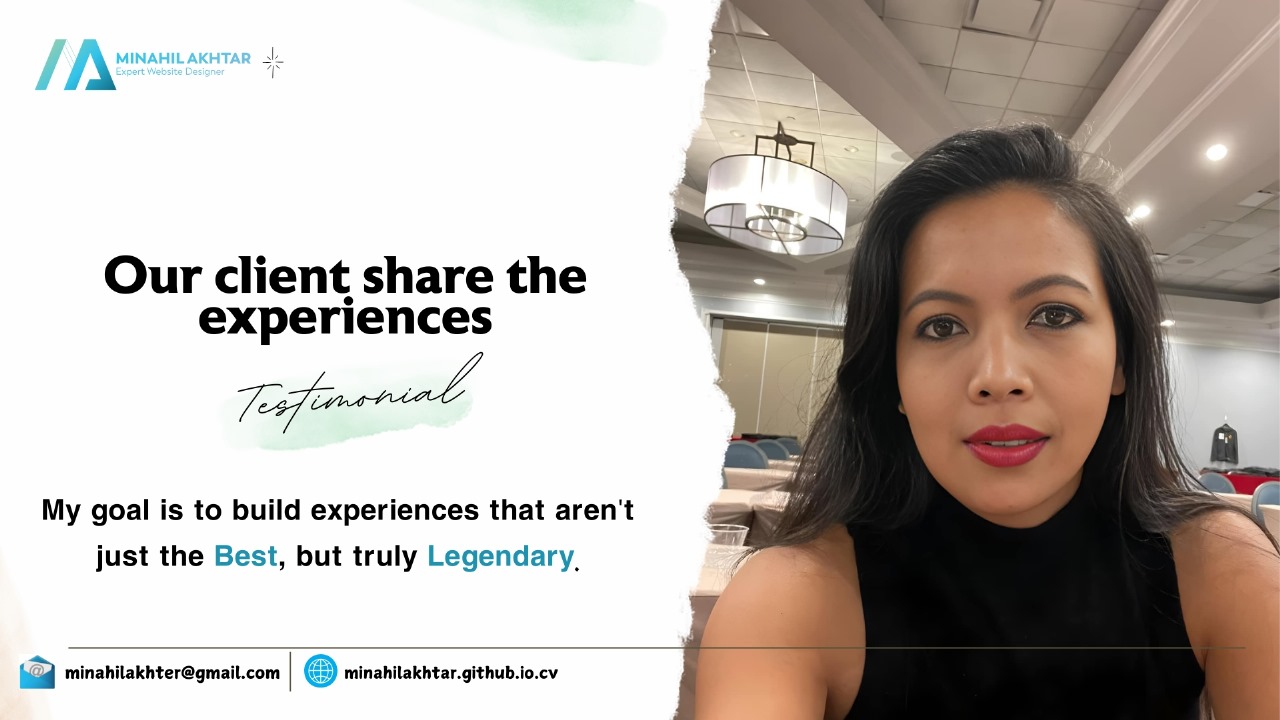 MINAHIL AKHTAR
Expert Website Designer
Our client share the
experiences
Testimonial
My goal is to build experiences that aren't
just the Best, but truly Legendary.
minahilakhter@gmail.com
minahilakhtar.github.io.cv